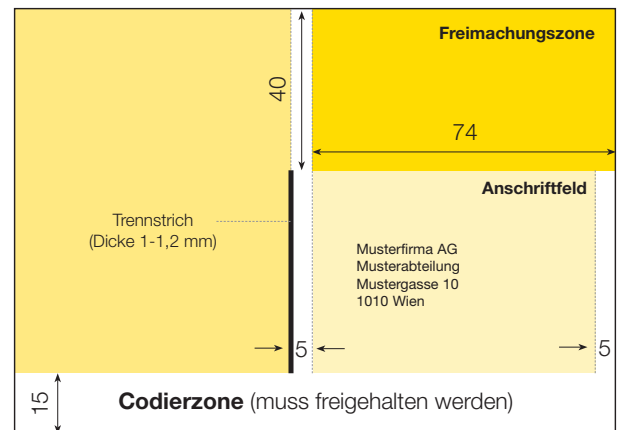 Freimachungszone
40
74
Anschriftfeld
Trennstrich
(Dicke 1-1,2 mm)
Musterfirma AG
Musterabteilung
Mustergasse 10
1010 Wien
5
5
15
Codierzone (muss freigehalten werden)